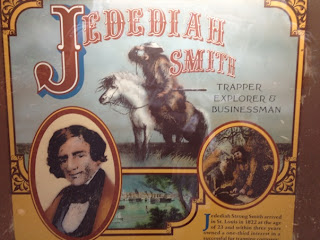 JEDEDIAH
SMITH
TRAPPER
EXPLORER &
BUSINESSMAN
Jedediah Strong Smith arrived
in St. Louis in 1822 at the age
of 23 and within three years
owned a one-third interest in a